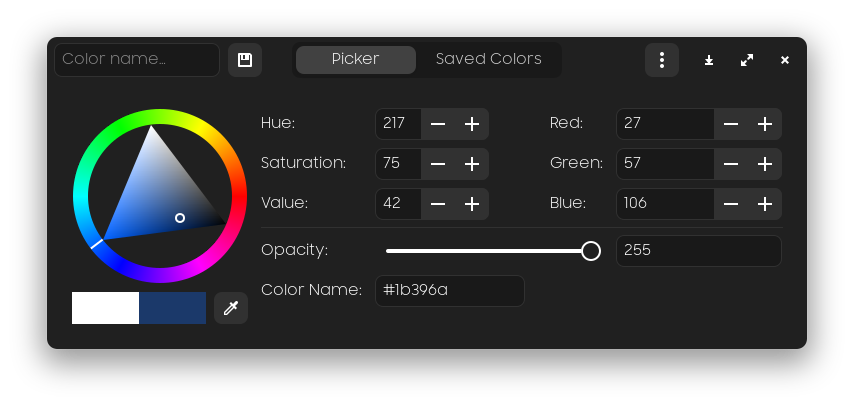 Color name...
Picker
Saved Colors
Hue:
217
Red:
27
Saturation:
75
Green:
57
Value:
42
Blue:
106
Opacity:
255
Color Name:
#1b396a